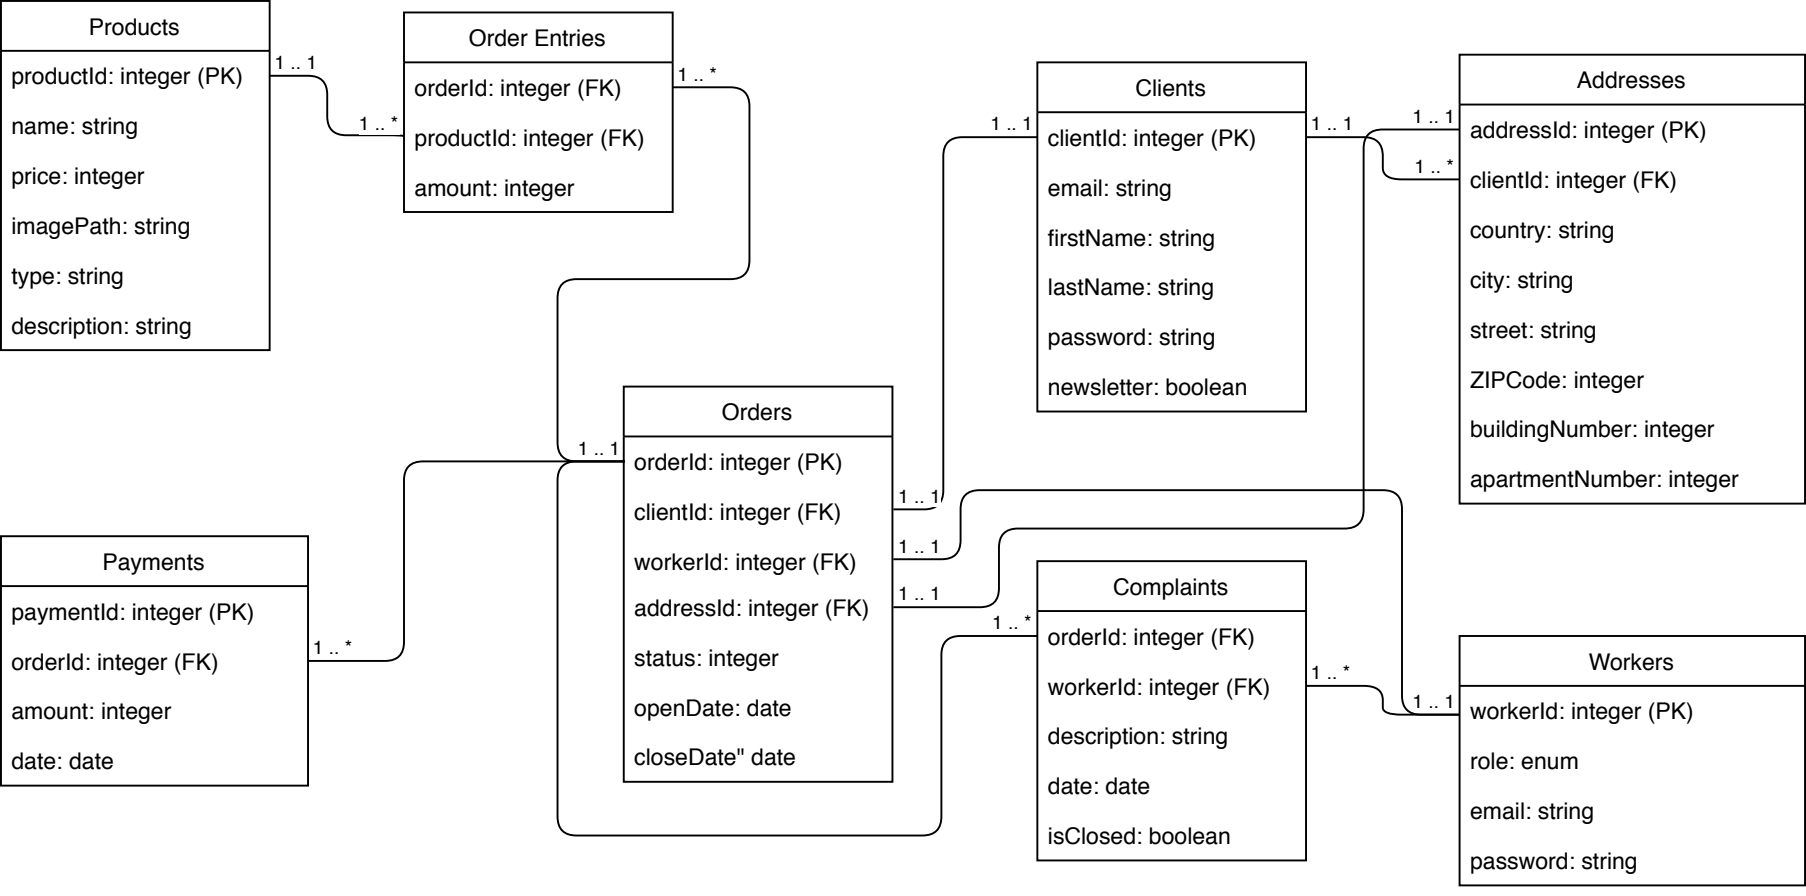 Products
productId: integer (PK)
name: string
price: integer
imagePath: string
type: string
description: string
1 .. 1
1 .. *
Order Entries
orderId: integer (FK)
productId: integer (FK)
amount: integer
1 .. *
Clients
clientId: integer (PK)
email: string
firstName: string
lastName: string
password: string
newsletter: boolean
1 .. 1
1 .. 1
Addresses
addressId: integer (PK)
clientId: integer (FK)
country: string
city: string
street: string
ZIPCode: integer
buildingNumber: integer
apartmentNumber: integer
1 .. 1
1 .. *
Orders
orderId: integer (PK)
clientId: integer (FK)
workerId: integer (FK)
addressId: integer (FK)
status: integer
openDate: date
closeDate" date
1 .. 1
1 .. 1
1 .. 1
1 .. 1
Payments
paymentId: integer (PK)
orderId: integer (FK)
amount: integer
date: date
1 .. *
Complaints
orderId: integer (FK)
workerId: integer (FK)
description: string
date: date
isClosed: boolean
1 .. *
1 .. *
Workers
workerId: integer (PK)
role: enum
email: string
password: string
1 .. 1